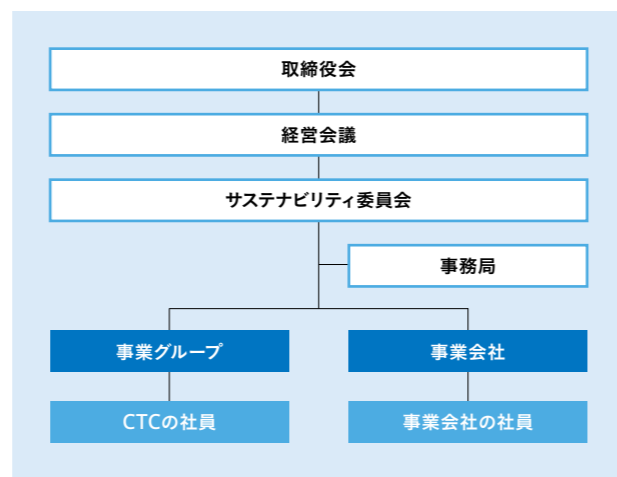 取締役会
経営会議
サステナビリティ委員会
事務局
事業グループ
事業会社
CTCの社員
事業会社の社員